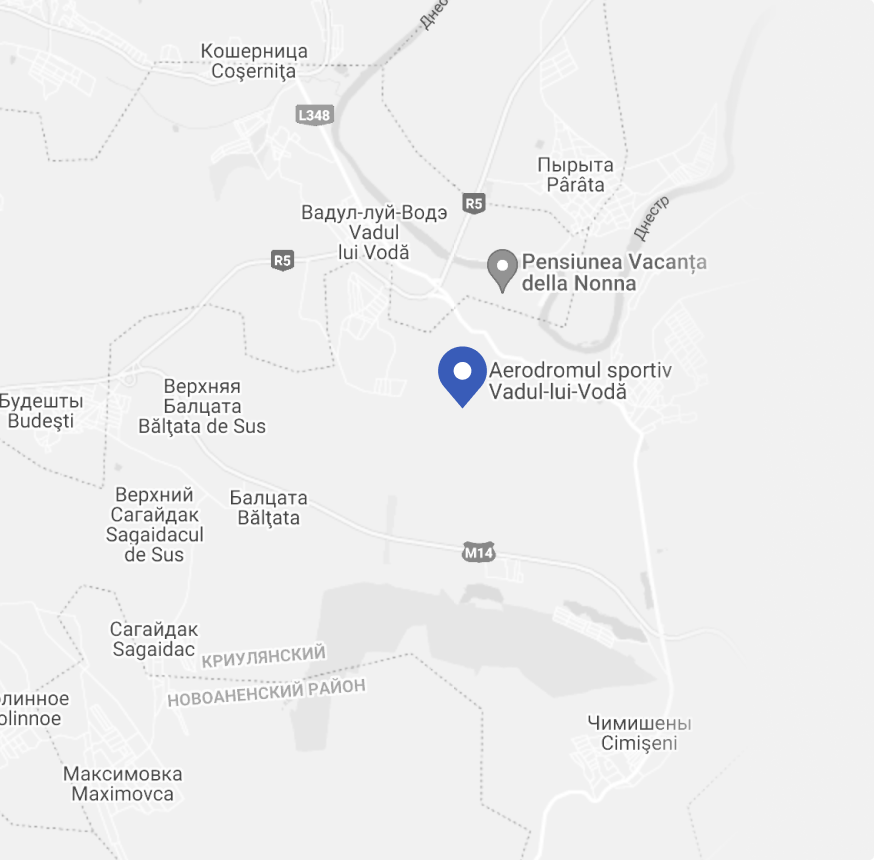 Днестр
Кошерница
Coşerniţa
L348
Пырыта
Pârâta
R5
Днестр
Вадул-луй-Водэ
Vadul
lui Vodă
R5
Pensiunea Vacanța
della Nonna
Aerodromul sportiv
Vadul-lui-Vodă
Верхняя
Балцата
Bălţata de Sus
Будешты
Budeşti
Верхний
Сагайдак
Sagaidacul
de Sus
Балцата
Bălţata
M14
Сагайдак
Sagaidac
КРИУЛЯНСКИЙ
НОВОАНЕНСКИЙ РАЙОН
олинное
olinnoe
Чимишены
Cimişeni
Максимовка
Maximovca